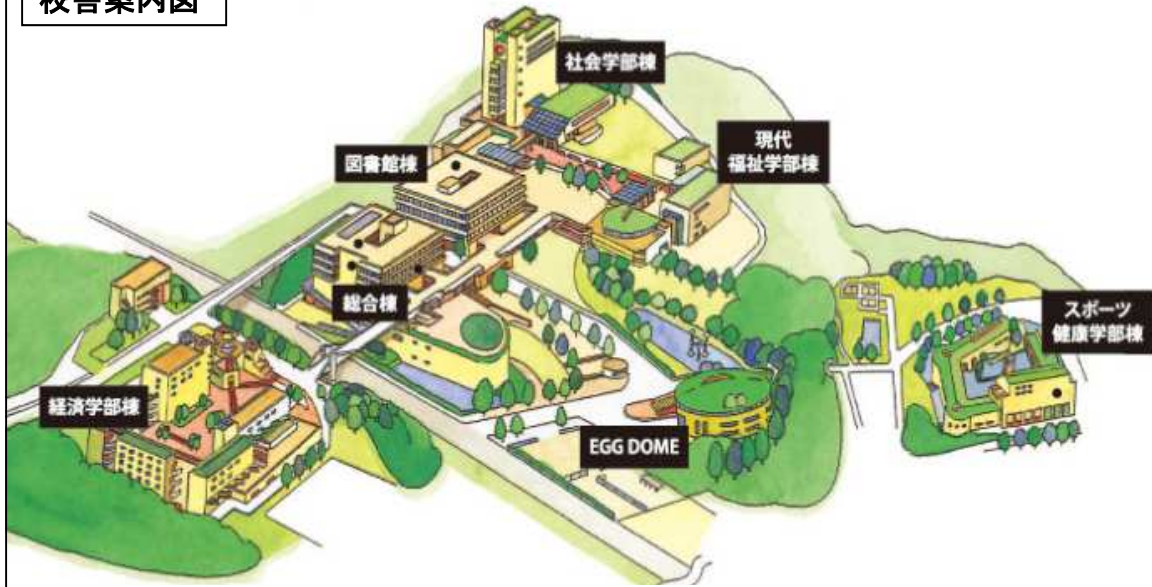 校舎案内図
社会学部棟
現代
福祉学部棟
図書館棟
総合棟
スポーツ
健康学部棟
経済学部棟
EGG DOME